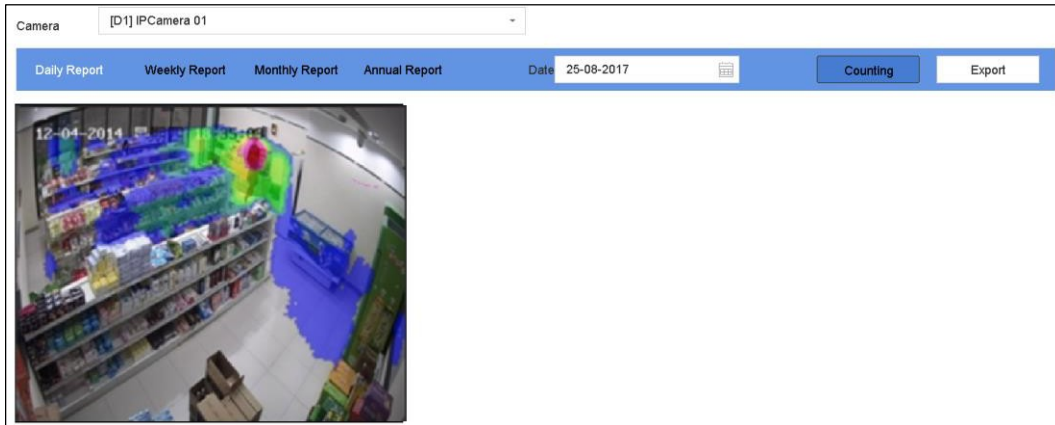 Camera [D1] IPCamera 01
Daily Report Weekly Report Monthly Report Annual Report Date 25-08-2017 Counting Export
12-04-2014